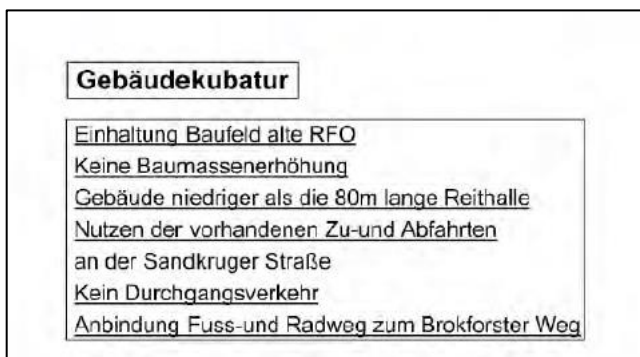 Gebäudekubatur
Einhaltung Baufeld alte RFO
Keine Baumassenerhöhung
Gebäude niedriger als die 80m lange Reithalle
Nutzen der vorhandenen Zu-und Abfahrten
an der Sandkruger Straße
Kein Durchgangsverkehr
Anbindung Fuss-und Radweg zum Brokforster Weg